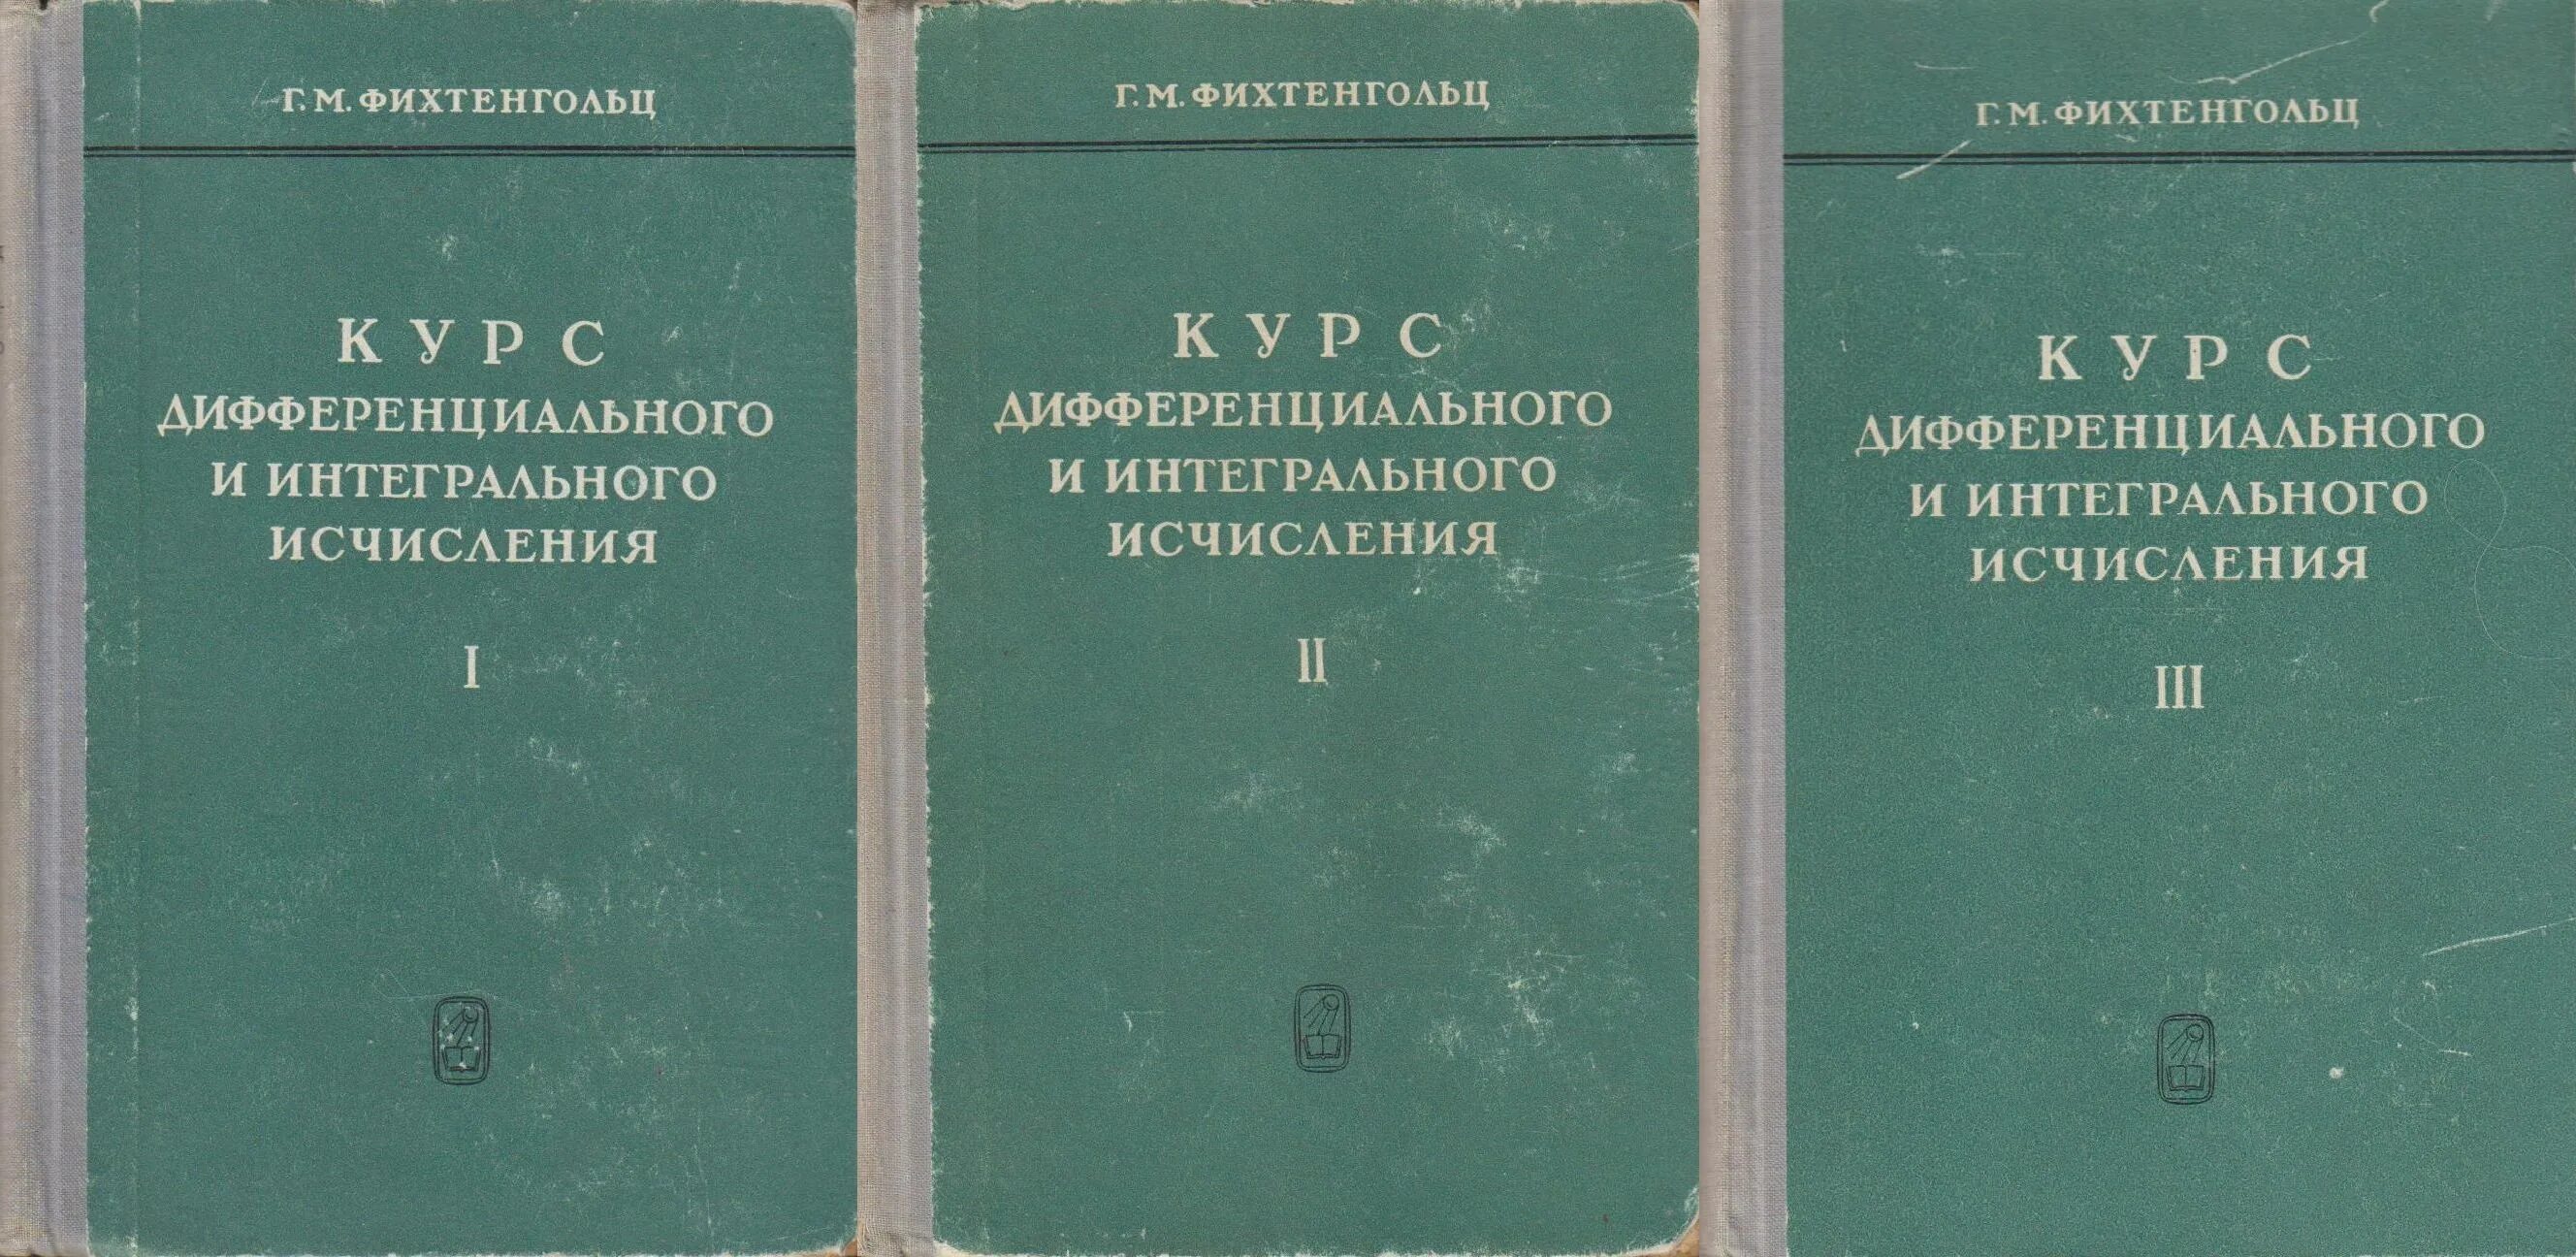 Г. М. ФИХТЕНГОЛЬЦ
КУРС
ДИФФЕРЕНЦИАЛЬНОГО
И ИНТЕГРАЛЬНОГО
ИСЧИСЛЕНИЯ
I
Г. М. ФИХТЕНГОЛЬЦ
КУРС
ДИФФЕРЕНЦИАЛЬНОГО
И ИНТЕГРАЛЬНОГО
ИСЧИСЛЕНИЯ
II
Г. М. ФИХТЕНГОЛЬЦ
КУРС
ДИФФЕРЕНЦИАЛЬНОГО
И ИНТЕГРАЛЬНОГО
ИСЧИСЛЕНИЯ
III